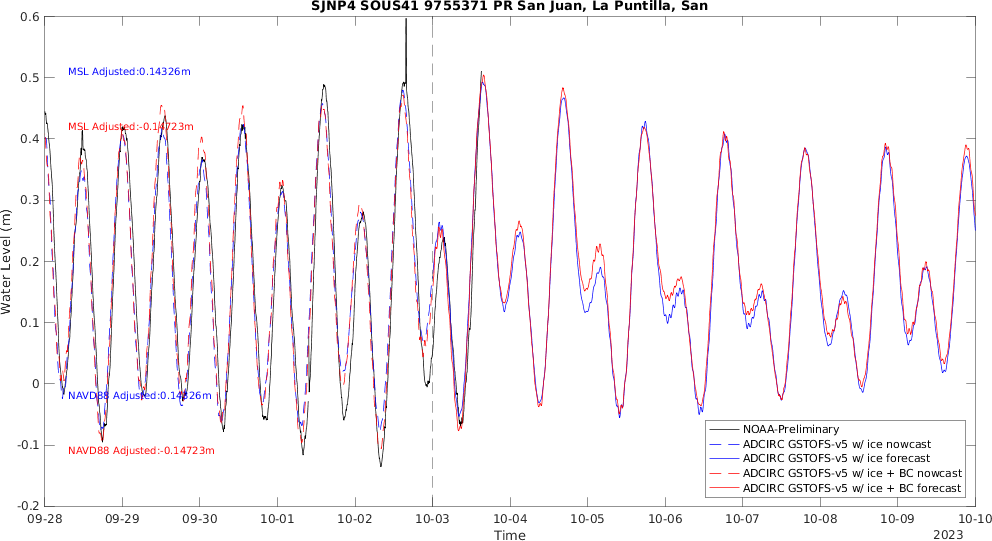 SJNP4 SOUS41 9755371 PR San Juan, La Puntilla, San
Water Level (m)
0.6
0.5
0.4
0.3
0.2
0.1
0
-0.1
-0.2
MSL Adjusted:0.14326m
MSL Adjusted:-0.14723m
NAVD88 Adjusted:0.14326m
NAVD88 Adjusted:-0.14723m
NOAA-Preliminary
ADCIRC GSTOFS-v5 w/ ice nowcast
ADCIRC GSTOFS-v5 w/ ice forecast
ADCIRC GSTOFS-v5 w/ ice + BC nowcast
ADCIRC GSTOFS-v5 w/ ice + BC forecast
09-28 09-29 09-30 10-01 10-02 10-03 10-04 10-05 10-06 10-07 10-08 10-09 10-10
Time
2023